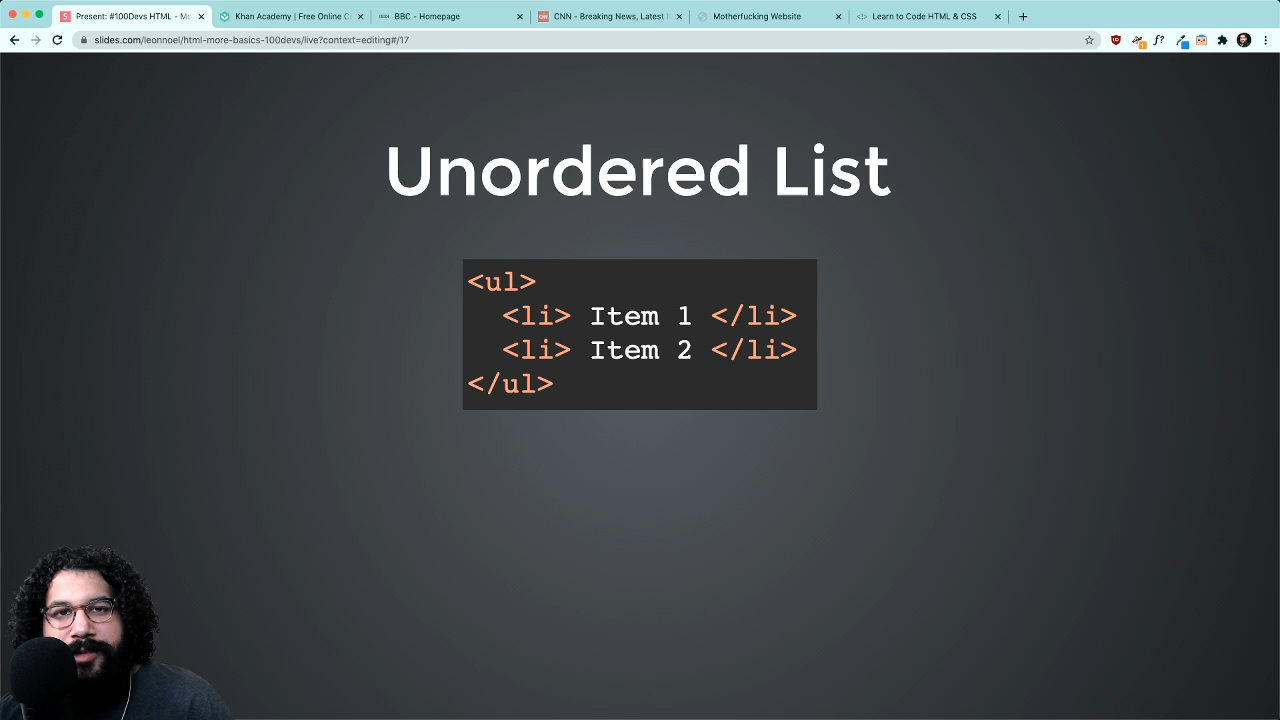 Present: #100Devs HTML - Mo
Khan Academy | Free Online C
BBC - Homepage
CNN - Breaking News, Latest N
Motherfucking Website
Learn to Code HTML & CSS
slides.com/leonnoel/html-more-basics-100devs/live?context=editing#/17
Unordered List
<ul>
<li> Item 1 </li>
<li> Item 2 </li>
</ul>